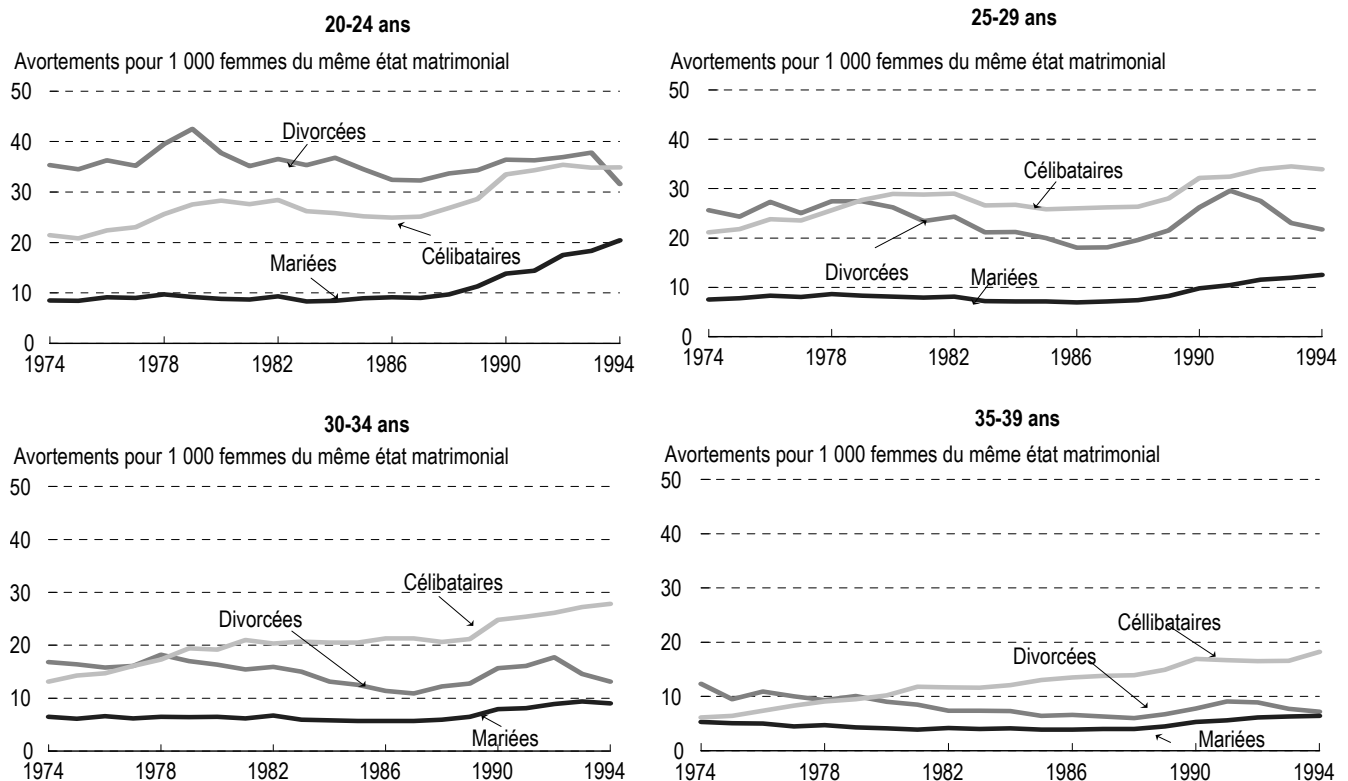 20-24 ans
Avortements pour 1 000 femmes du même état matrimonial
50
40
30
20
10
0
Divorcées
Célibataires
Mariées
1974 1978 1982 1986 1990 1994
25-29 ans
Avortements pour 1 000 femmes du même état matrimonial
50
40
30
20
10
0
Célibataires
Divorcées
Mariées
1974 1978 1982 1986 1990 1994
30-34 ans
Avortements pour 1 000 femmes du même état matrimonial
50
40
30
20
10
0
Célibataires
Divorcées
Mariées
1974 1978 1982 1986 1990 1994
35-39 ans
Avortements pour 1 000 femmes du même état matrimonial
50
40
30
20
10
0
Céllibataires
Divorcées
Mariées
1974 1978 1982 1986 1990 1994